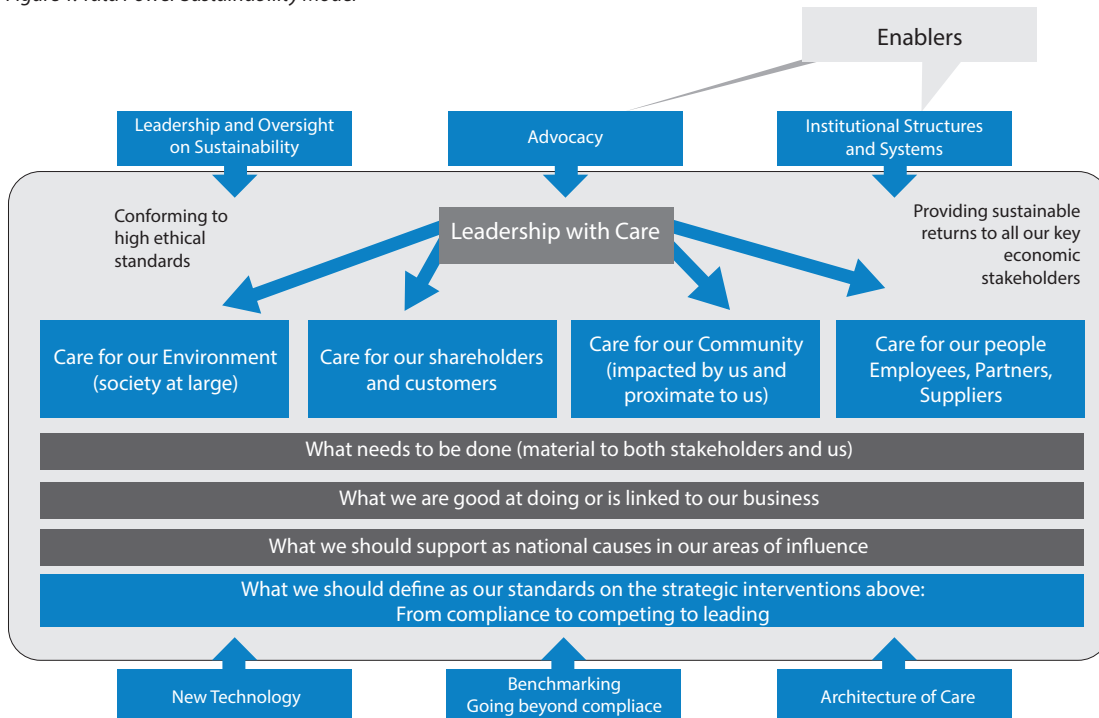 Figure 1: Tata Power Sustainability Model
Enablers
Leadership and Oversight
on Sustainability
Advocacy
Institutional Structures
and Systems
Conforming to
high ethical
standards
Leadership with Care
Providing sustainable
returns to all our key
economic
stakeholders
Care for our Environment
(society at large)
Care for our shareholders
and customers
Care for our Community
(impacted by us and
proximate to us)
Care for our people
Employees, Partners,
Suppliers
What needs to be done (material to both stakeholders and us)
What we are good at doing or is linked to our business
What we should support as national causes in our areas of influence
What we should define as our standards on the strategic interventions above:
From compliance to competing to leading
New Technology
Benchmarking
Going beyond compliace
Architecture of Care